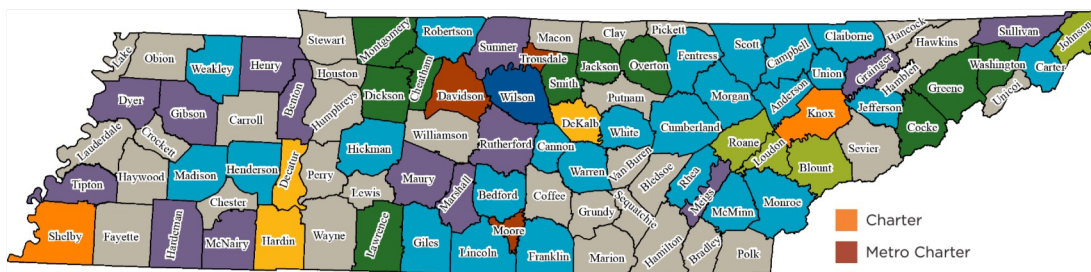 Lake
Obion
Weakley
Henry
Stewart
Montgomery
Robertson
Sumner
Macon
Trousdale
Clay
Pickett
Fentress
Scott
Campbell
Claiborne
Hancock
Hawkins
Sullivan
Johnson
Dyer
Gibson
Carroll
Benton
Houston
Humphreys
Dickson
Cheatham
Davidson
Wilson
Smith
Jackson
Overton
Putnam
Morgan
Anderson
Union
Grainger
Hamblen
Jefferson
Greene
Washington
Unicoi
Carter
Lauderdale
Crockett
Haywood
Madison
Henderson
Decatur
Perry
Hickman
Williamson
Rutherford
Cannon
DeKalb
White
Cumberland
Roane
Loudon
Knox
Blount
Sevier
Cocke
Tipton
Chester
Lewis
Maury
Marshall
Bedford
Coffee
Warren
Van Buren
Bledsoe
Rhea
Meigs
McMinn
Monroe
Shelby
Fayette
Hardeman
McNairy
Hardin
Wayne
Lawrence
Giles
Lincoln
Moore
Franklin
Grundy
Sequatchie
Marion
Hamilton
Bradley
Polk
Charter
Metro Charter